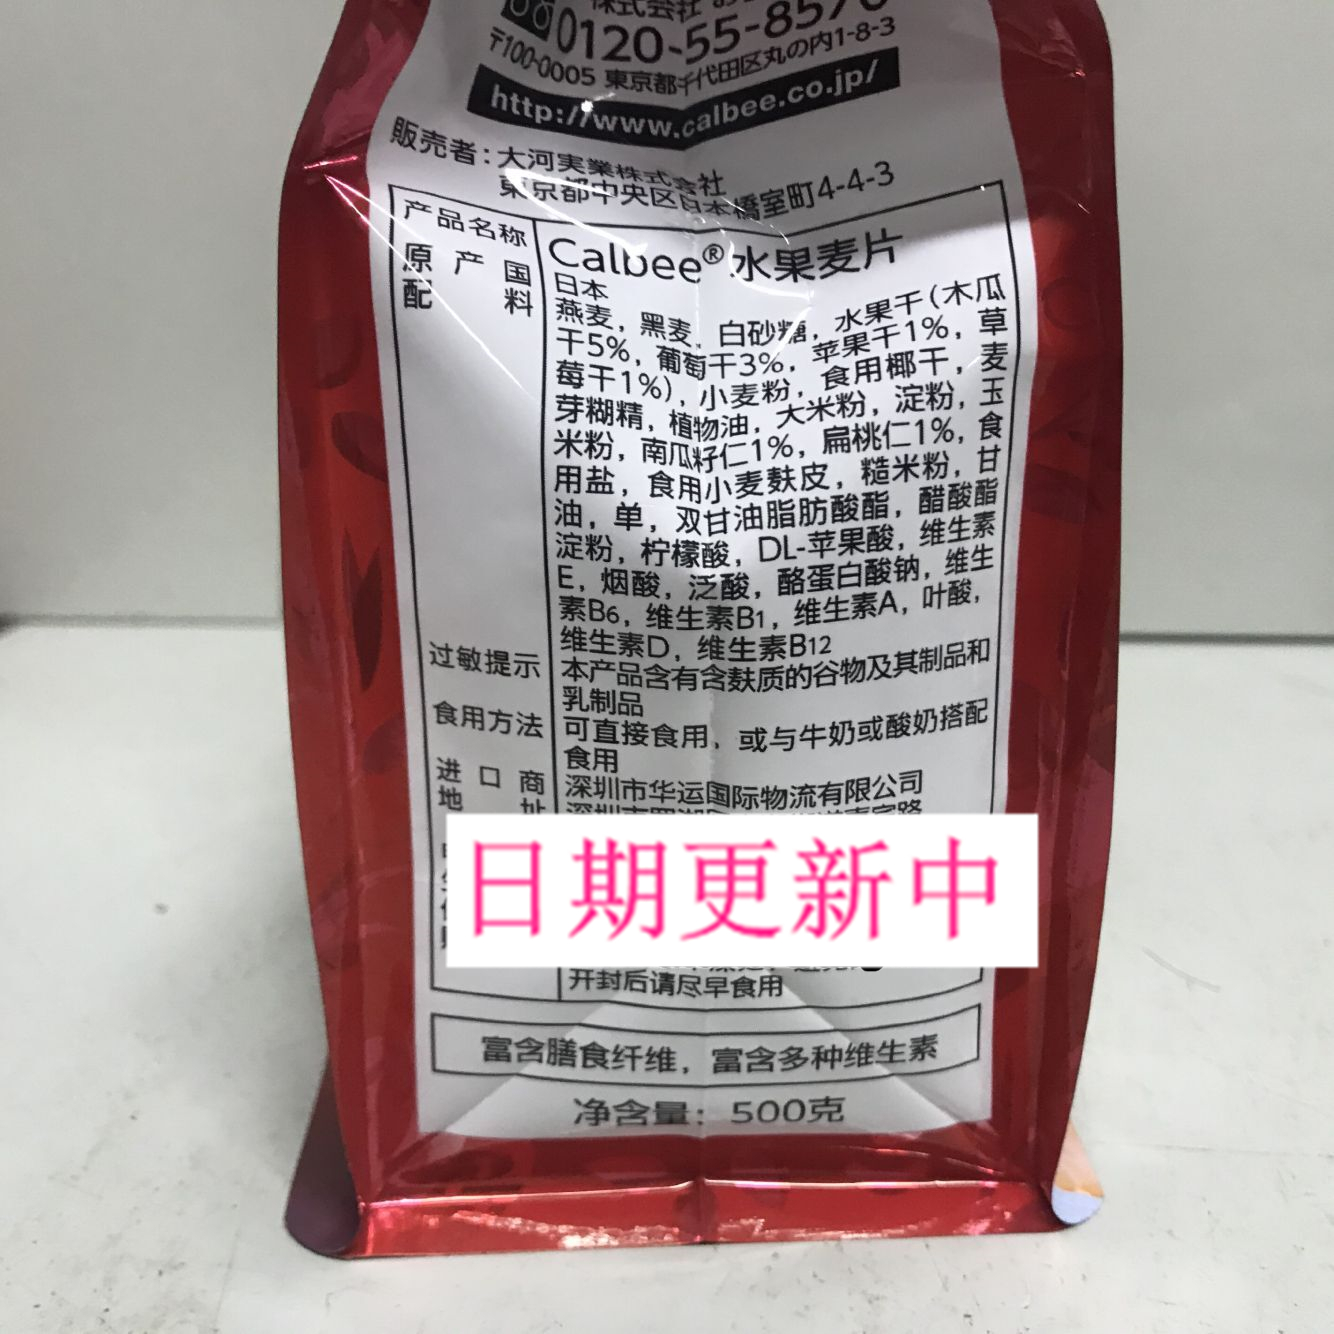 株式会社
0120-55-8570
〒100-0005 東京都千代田区丸の内1-8-3
http://www.calbee.co.jp/
販売者:大河実業株式会社
東京都中央区日本橋室町4-4-3
产品名称 Calbee®水果麦片
原产国 日本
配料 燕麦，黑麦，白砂糖，水果干(木瓜
干5%，葡萄干3%，苹果干1%，草
莓干1%)，小麦粉，食用椰干，麦
芽糊精，植物油，大米粉，淀粉，玉
米粉，南瓜籽仁1%，扁桃仁1%，食
用盐，食用小麦麸皮，糙米粉，甘
油，单，双甘油脂肪酸酯，醋酸酯
淀粉，柠檬酸，DL-苹果酸，维生素
E，烟酸，泛酸，酪蛋白酸钠，维生
素B6，维生素B1，维生素A，叶酸，
维生素D，维生素B12
过敏提示 本产品含有含麸质的谷物及其制品和
乳制品
食用方法 可直接食用，或与牛奶或酸奶搭配
食用
进口商 深圳市华运国际物流有限公司
地址 深圳市罗湖
日期更新中
开封后请尽早食用
富含膳食纤维，富含多种维生素
净含量：500克